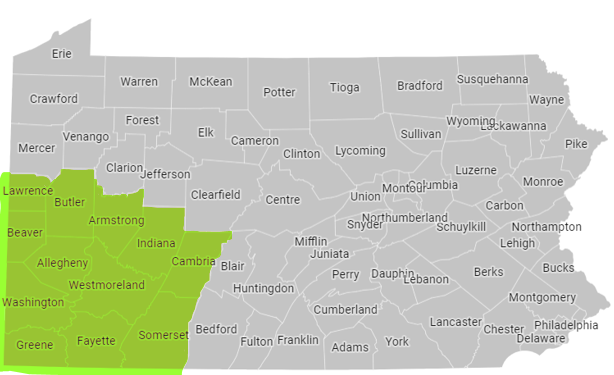 Erie
Warren
McKean
Potter
Tioga
Bradford
Susquehanna
Crawford
Wayne
Forest
Wyoming
Lackawanna
Venango
Elk
Cameron
Sullivan
Mercer
Clinton
Lycoming
Pike
Clarion
Jefferson
Luzerne
Monroe
Lawrence
Clearfield
Centre
Union
Montour
Columbia
Butler
Carbon
Armstrong
Snyder
Northumberland
Schuylkill
Northampton
Beaver
Indiana
Mifflin
Lehigh
Juniata
Allegheny
Cambria
Blair
Perry
Dauphin
Lebanon
Berks
Bucks
Westmoreland
Huntingdon
Washington
Cumberland
Montgomery
Greene
Fayette
Somerset
Bedford
Fulton
Franklin
Adams
York
Lancaster
Chester
Philadelphia
Delaware